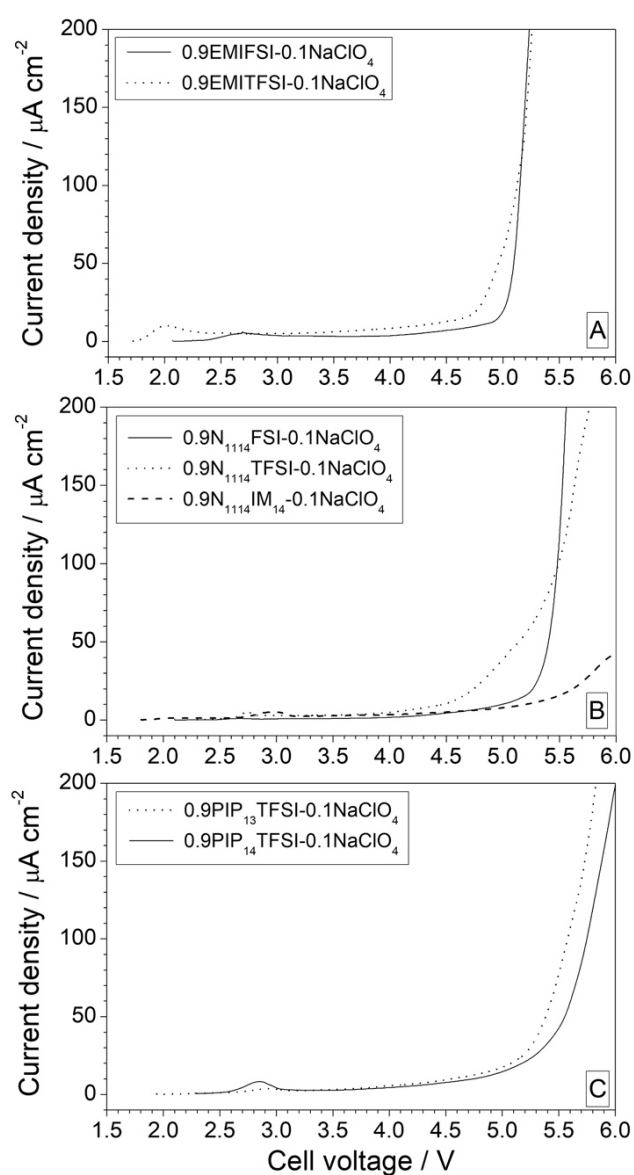 200
150
100
50
0
Current density / μA cm⁻²
0.9EMIFSI-0.1NaClO₄
0.9EMITFSI-0.1NaClO₄
A
1.5 2.0 2.5 3.0 3.5 4.0 4.5 5.0 5.5 6.0
200
150
100
50
0
Current density / μA cm⁻²
0.9N₁₁₁₄FSI-0.1NaClO₄
0.9N₁₁₁₄TFSI-0.1NaClO₄
0.9N₁₁₁₄IM₁₄-0.1NaClO₄
B
1.5 2.0 2.5 3.0 3.5 4.0 4.5 5.0 5.5 6.0
200
150
100
50
0
Current density / μA cm⁻²
0.9PIP₁₃TFSI-0.1NaClO₄
0.9PIP₁₄TFSI-0.1NaClO₄
C
1.5 2.0 2.5 3.0 3.5 4.0 4.5 5.0 5.5 6.0
Cell voltage / V